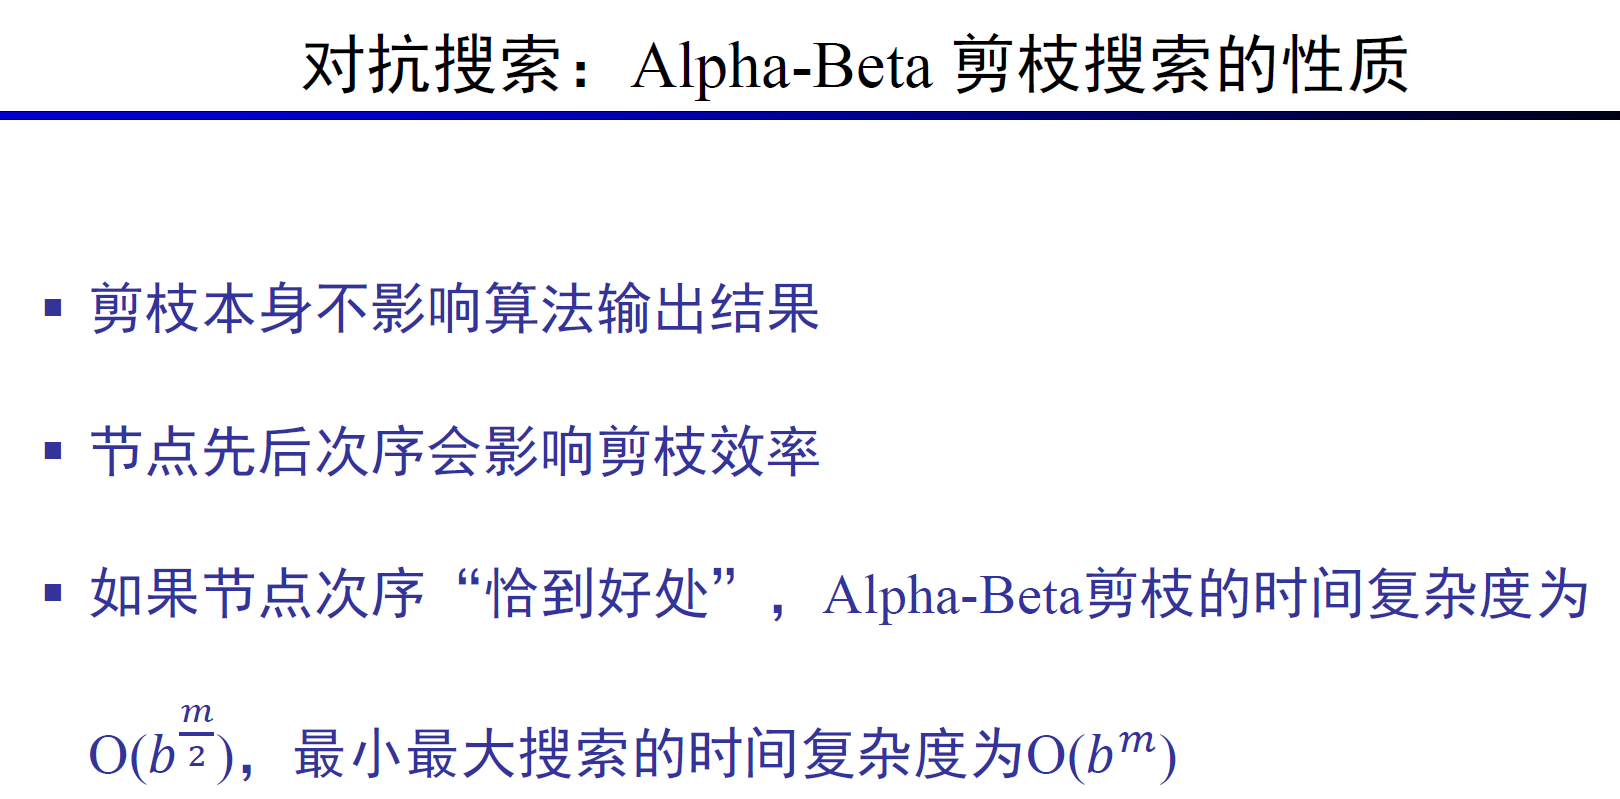 对抗搜索：Alpha-Beta 剪枝搜索的性质
▪ 剪枝本身不影响算法输出结果
▪ 节点先后次序会影响剪枝效率
▪ 如果节点次序“恰到好处”，Alpha-Beta剪枝的时间复杂度为
O(b^{\frac{m}{2}})，最小最大搜索的时间复杂度为O(b^m)